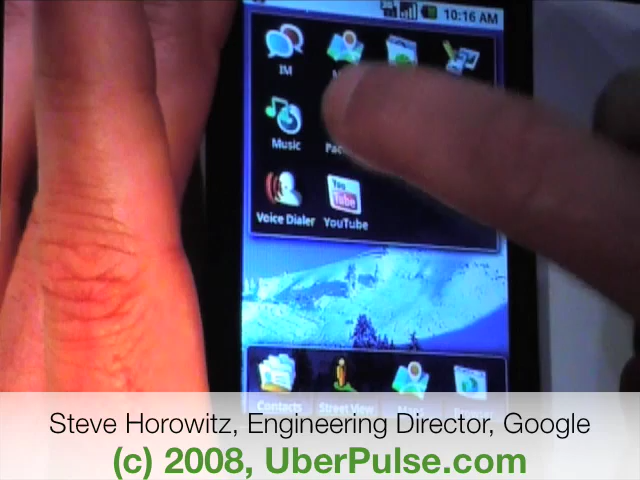 10:16 AM
IM
Music
Voice Dialer
YouTube
You
Tube
Contacts
Street View
Steve Horowitz, Engineering Director, Google
(c) 2008, UberPulse.com